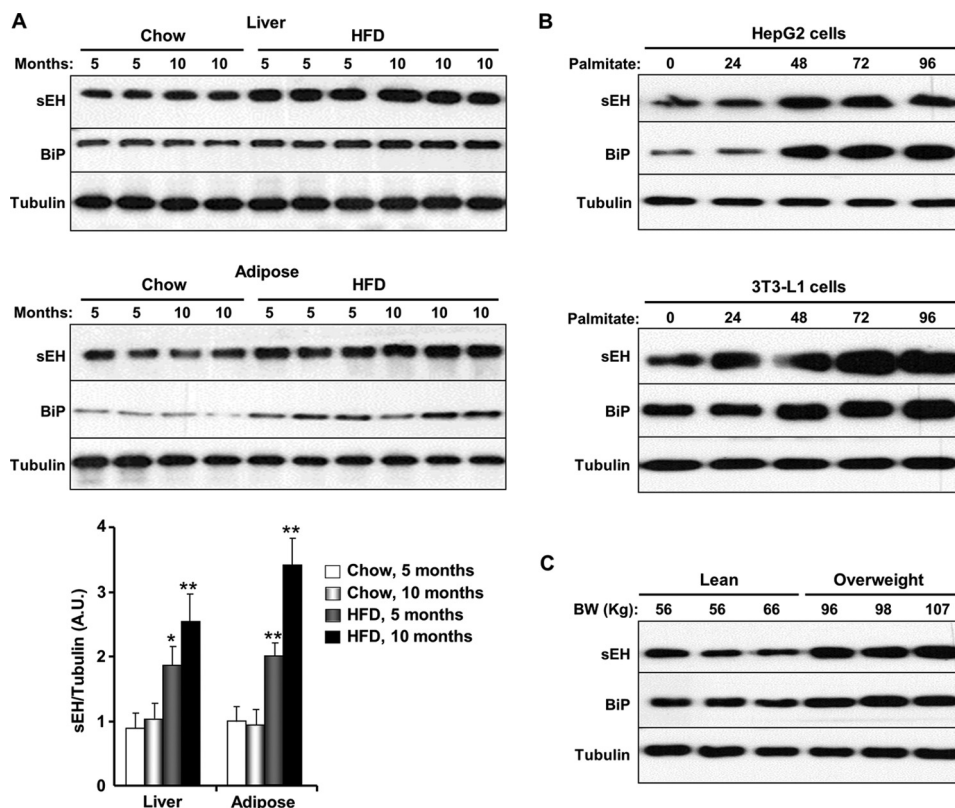 A
Liver
Chow HFD
Months: 5 5 10 10 5 5 5 10 10 10
sEH
BiP
Tubulin
Adipose
Chow HFD
Months: 5 5 10 10 5 5 5 10 10 10
sEH
BiP
Tubulin
sEH/Tubulin (A.U.)
4
3
2
1
0
* ** ** **
Liver Adipose
Chow, 5 months
Chow, 10 months
HFD, 5 months
HFD, 10 months
B
HepG2 cells
Palmitate: 0 24 48 72 96
sEH
BiP
Tubulin
3T3-L1 cells
Palmitate: 0 24 48 72 96
sEH
BiP
Tubulin
C
Lean Overweight
BW (Kg): 56 56 66 96 98 107
sEH
BiP
Tubulin